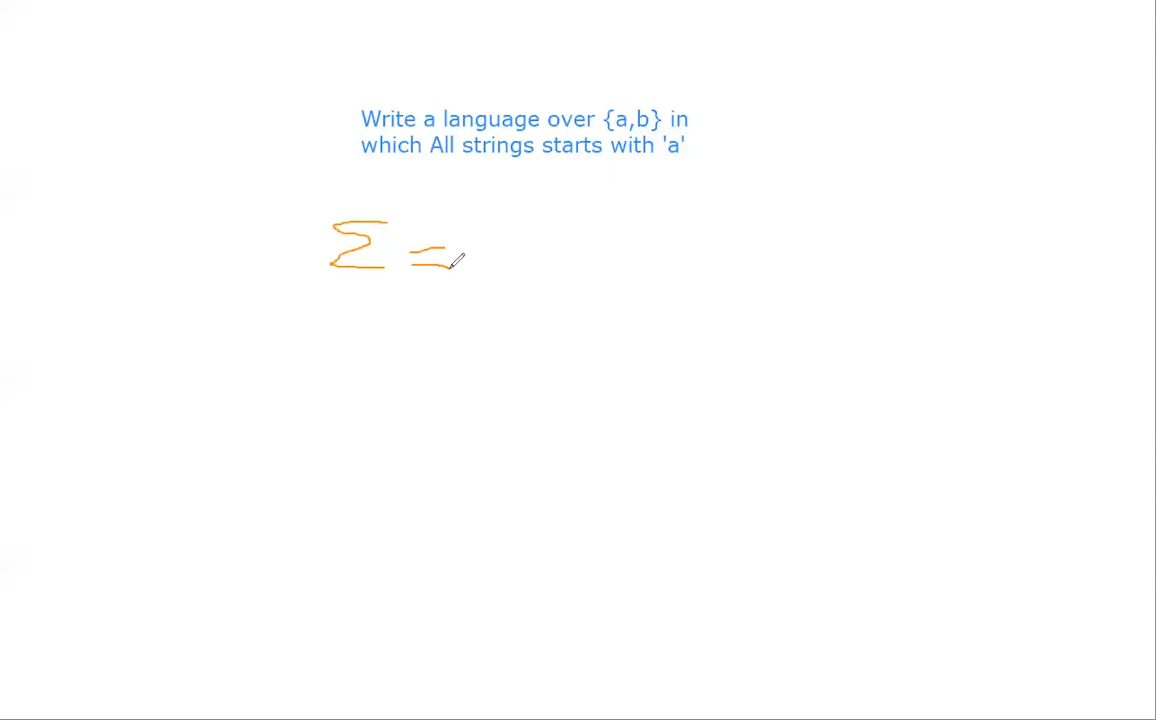 Write a language over {a,b} in
which All strings starts with 'a'
Σ =